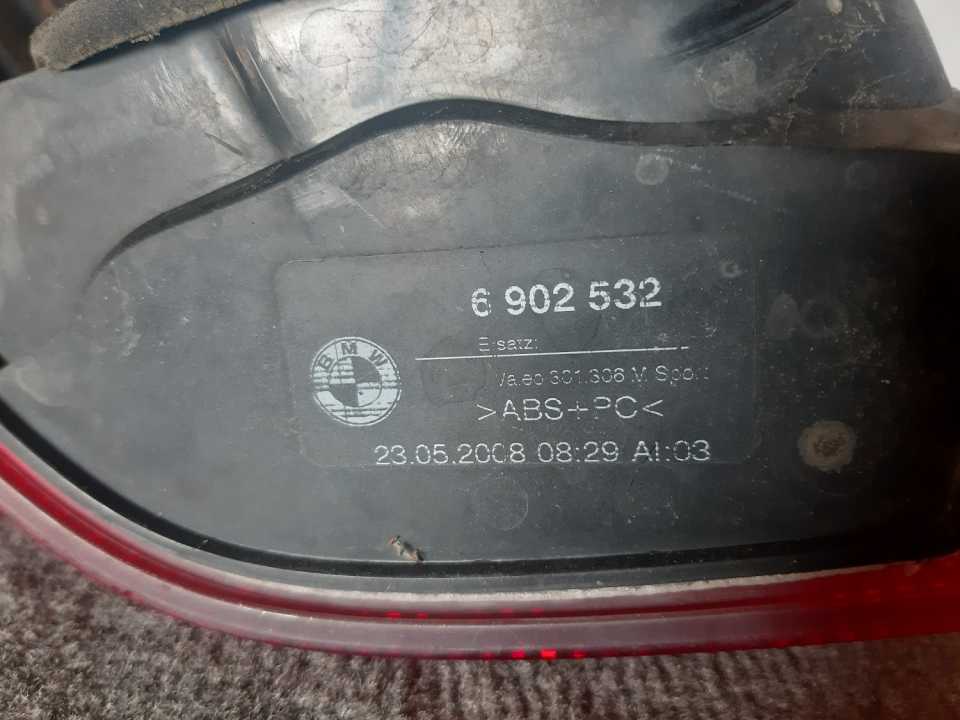 6 902 532
Ersatz:
BMW
Valeo 301.306 M Sport
>ABS+PC<
23.05.2008 08:29 AI:03